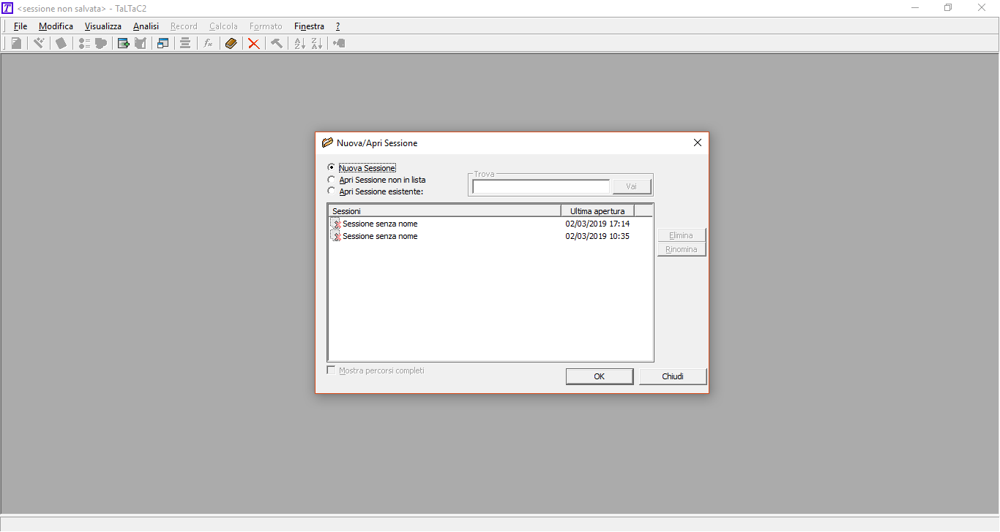 T <sessione non salvata> - TaLTaC2
File Modifica Visualizza Analisi Record Calcola Formato Finestra ?
fx A Z Z A
Nuova/Apri Sessione
Nuova Sessione
Apri Sessione non in lista
Apri Sessione esistente:
Trova
Vai
Sessioni Ultima apertura
Sessione senza nome 02/03/2019 17:14
Sessione senza nome 02/03/2019 10:35
Elimina
Rinomina
Mostra percorsi completi
OK Chiudi